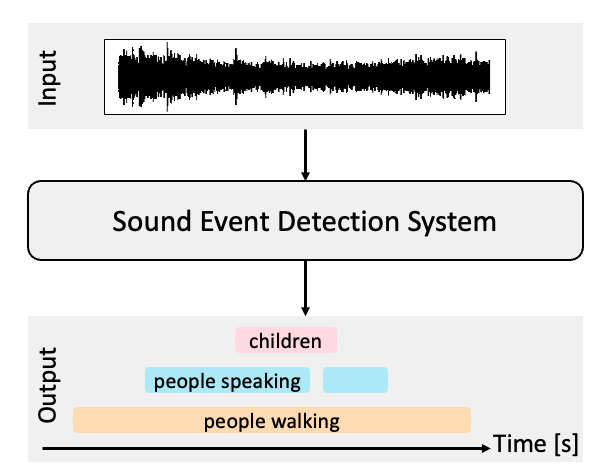 Input
Sound Event Detection System
Output
children
people speaking
people walking
Time [s]